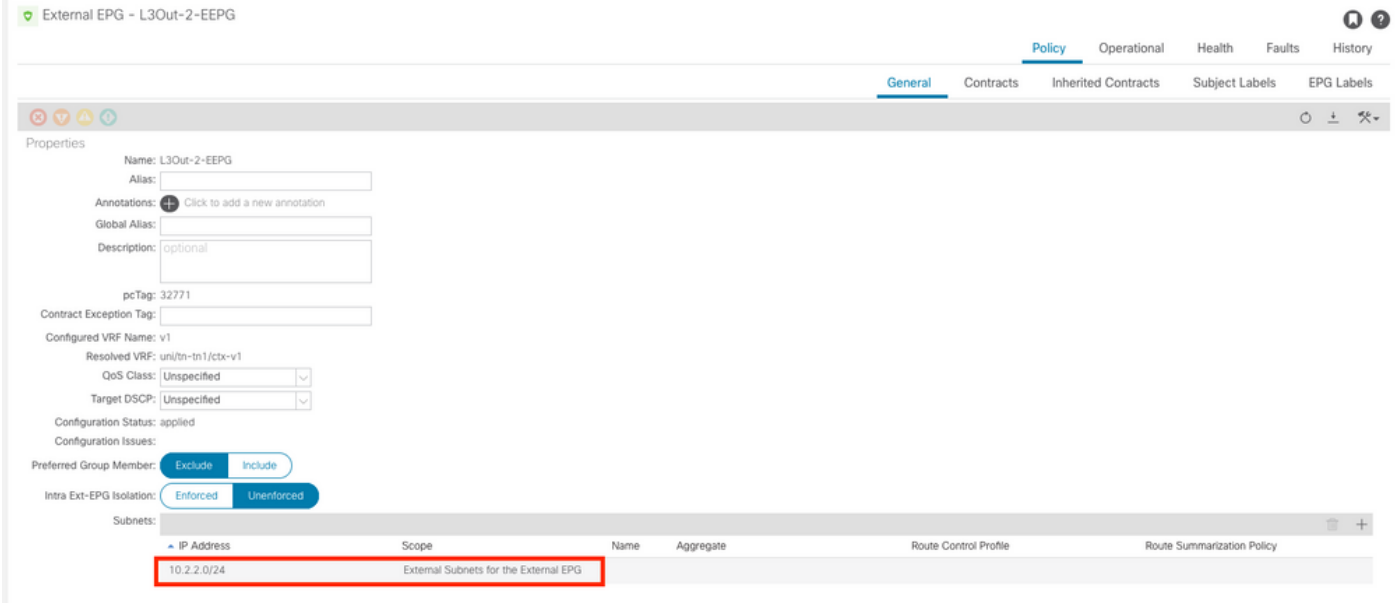 External EPG - L3Out-2-EEPG
Policy Operational Health Faults History
General Contracts Inherited Contracts Subject Labels EPG Labels
Properties
Name: L3Out-2-EEPG
Alias:
Annotations: Click to add a new annotation
Global Alias:
Description: optional
pcTag: 32771
Contract Exception Tag:
Configured VRF Name: v1
Resolved VRF: uni/tn-tn1/ctx-v1
QoS Class: Unspecified
Target DSCP: Unspecified
Configuration Status: applied
Configuration Issues:
Preferred Group Member: Exclude Include
Intra Ext-EPG Isolation: Enforced Unenforced
Subnets:
IP Address Scope Name Aggregate Route Control Profile Route Summarization Policy
10.2.2.0/24 External Subnets for the External EPG